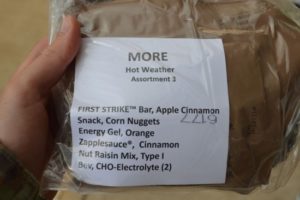 MORE
Hot Weather
Assortment 3
FIRST STRIKE™ Bar, Apple Cinnamon
Snack, Corn Nuggets
Energy Gel, Orange
Zapplesauce®, Cinnamon
Nut Raisin Mix, Type I
Bev, CHO-Electrolyte (2)